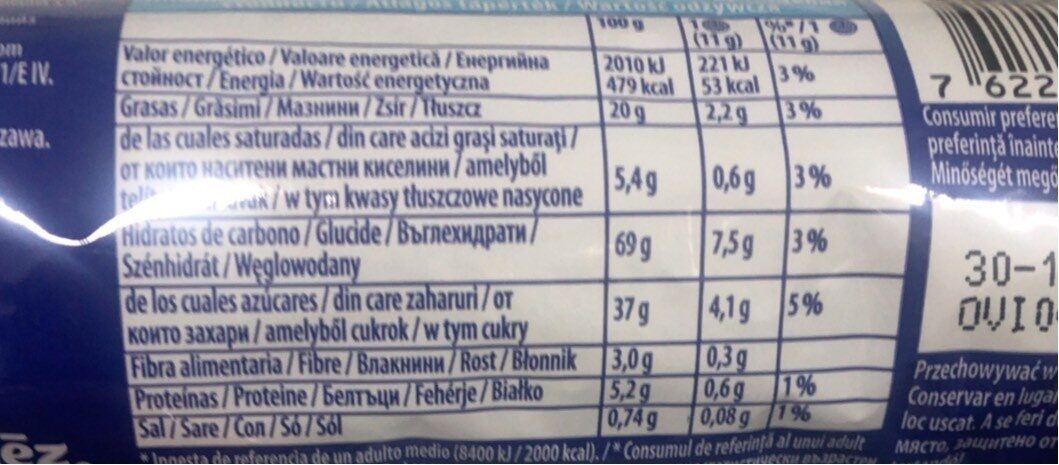 Tápérték / Wartość odżywcza
100 g
1
%* / 1
(11 g)
(11 g)
Valor energético / Valoare energetică / Енергийна
стойност / Energia / Wartość energetyczna
2010 kJ
479 kcal
221 kJ
53 kcal
3 %
Grasas / Grăsimi / Мазнини / Zsír / Tłuszcz
20 g
2,2 g
3 %
de las cuales saturadas / din care acizi grași saturați /
от които наситени мастни киселини / amelyből
/ w tym kwasy tłuszczowe nasycone
5,4 g
0,6 g
3 %
Hidratos de carbono / Glucide / Въглехидрати /
Szénhidrát / Węglowodany
69 g
7,5 g
3 %
de los cuales azúcares / din care zaharuri / от
които захари / amelyből cukrok / w tym cukry
37 g
4,1 g
5 %
Fibra alimentaria / Fibre / Влакнини / Rost / Błonnik
3,0 g
0,3 g
Proteínas / Proteine / Белтъци / Fehérje / Białko
5,2 g
0,6 g
1 %
Sal / Sare / Сол / Só / Sól
0,74 g
0,08 g
1 %
* Ingesta de referencia de un adulto medio (8400 kJ / 2000 kcal). / * Consumul de referință al unui adult
1/E IV.
zawa.
ez.
7 622
Consumir prefere
preferință înainte
Minőségét megő
30-1
OVI0
Przechowywać w
Conservar en lugar
loc uscat. A se feri d
място, защитено от